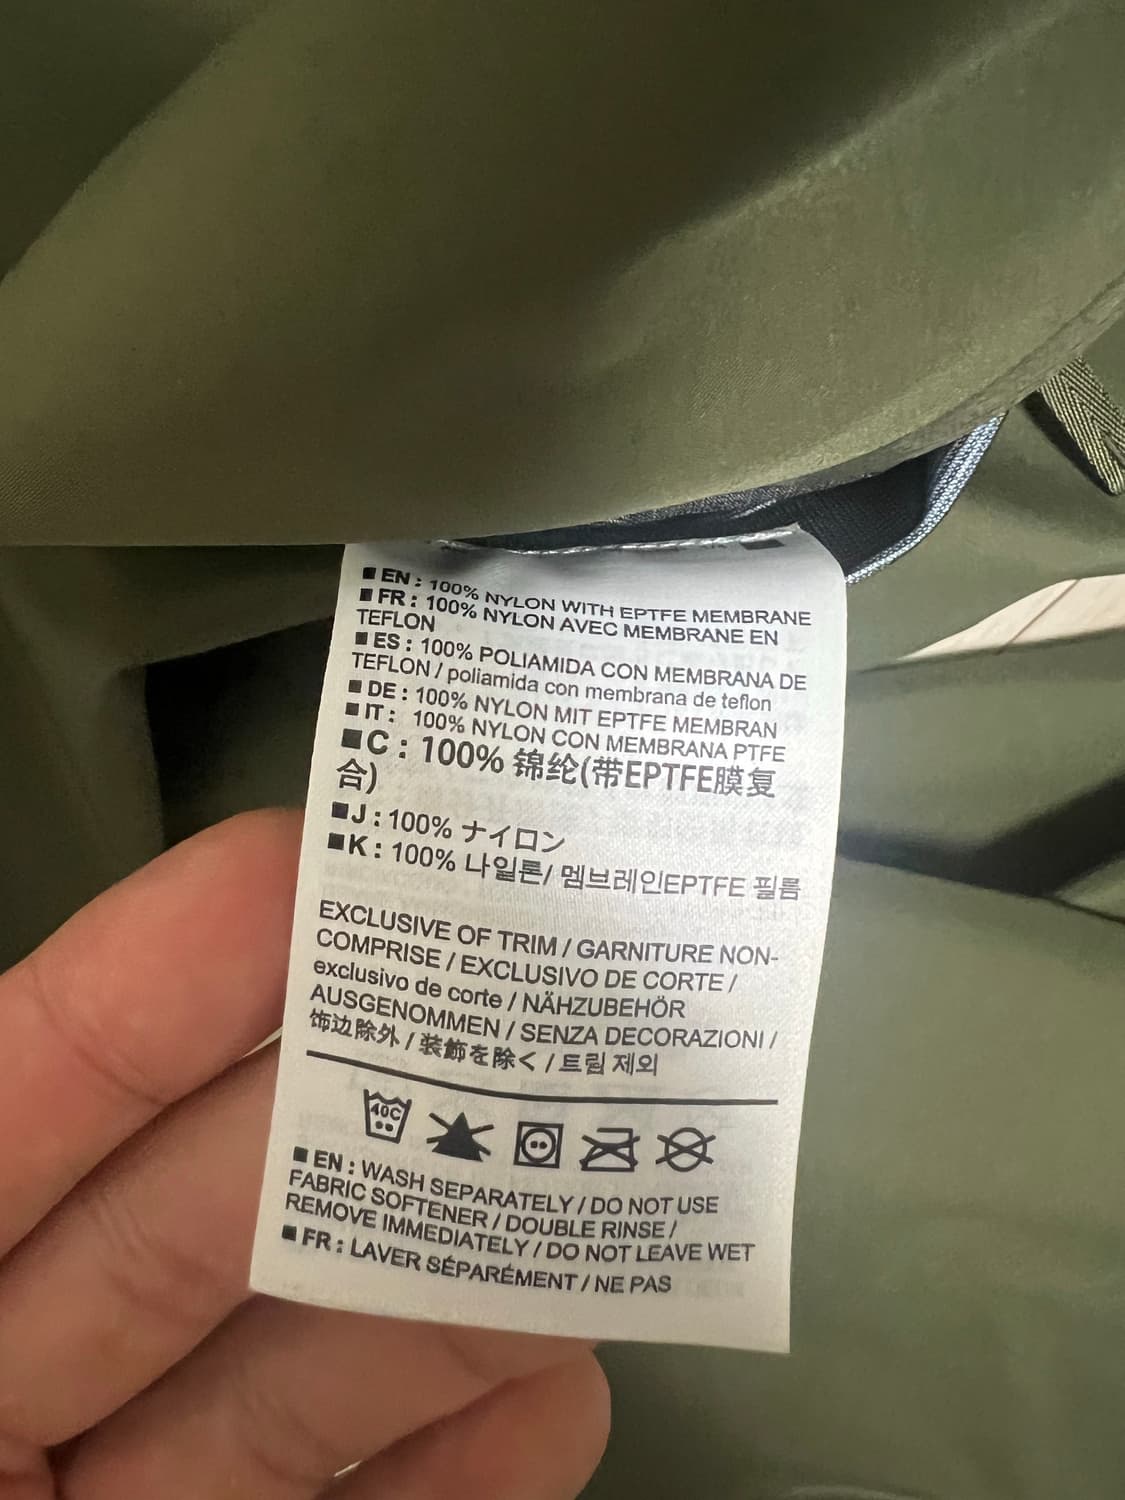 ■ EN : 100% NYLON WITH EPTFE MEMBRANE
■ FR : 100% NYLON AVEC MEMBRANE EN
TEFLON
■ ES : 100% POLIAMIDA CON MEMBRANA DE
TEFLON / poliamida con membrana de teflon
■ DE : 100% NYLON MIT EPTFE MEMBRAN
■ IT : 100% NYLON CON MEMBRANA PTFE
■ C : 100% 锦纶(带EPTFE膜复
合)
■ J : 100% ナイロン
■ K : 100% 나일론/ 멤브레인EPTFE 필름
EXCLUSIVE OF TRIM / GARNITURE NON-
COMPRISE / EXCLUSIVO DE CORTE /
exclusivo de corte / NÄHZUBEHÖR
AUSGENOMMEN / SENZA DECORAZIONI /
饰边除外 / 装飾を除く / 트림 제외
40C
■ EN : WASH SEPARATELY / DO NOT USE
FABRIC SOFTENER / DOUBLE RINSE /
REMOVE IMMEDIATELY / DO NOT LEAVE WET
■ FR : LAVER SÉPARÉMENT / NE PAS